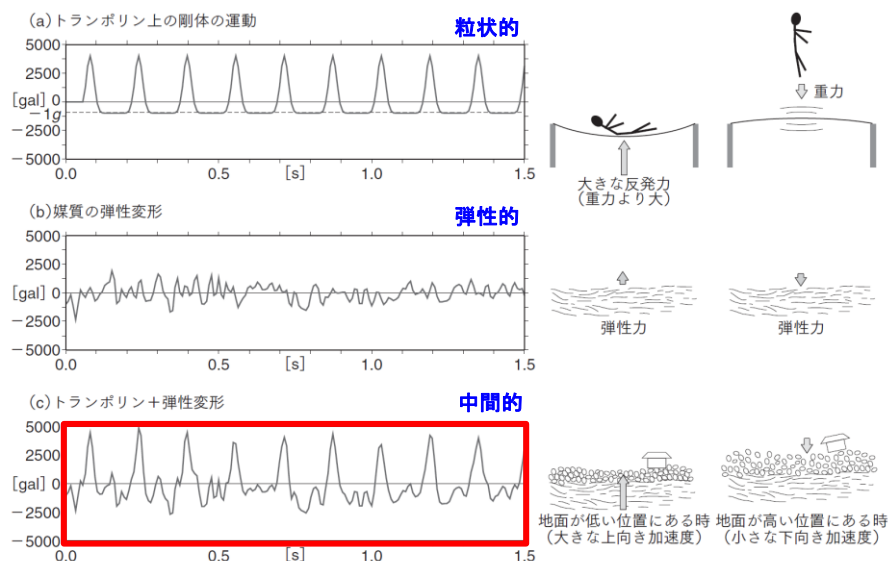 (a)トランポリン上の剛体の運動
粒状的
5000
2500
[gal] 0
−1g
−2500
−5000
0.0
0.5
[s]
1.0
1.5
重力
大きな反発力
(重力より大)
(b)媒質の弾性変形
弾性的
5000
2500
[gal] 0
−2500
−5000
0.0
0.5
[s]
1.0
1.5
弾性力
弾性力
(c)トランポリン＋弾性変形
中間的
5000
2500
[gal] 0
−2500
−5000
0.0
0.5
[s]
1.0
1.5
地面が低い位置にある時
(大きな上向き加速度)
地面が高い位置にある時
(小さな下向き加速度)